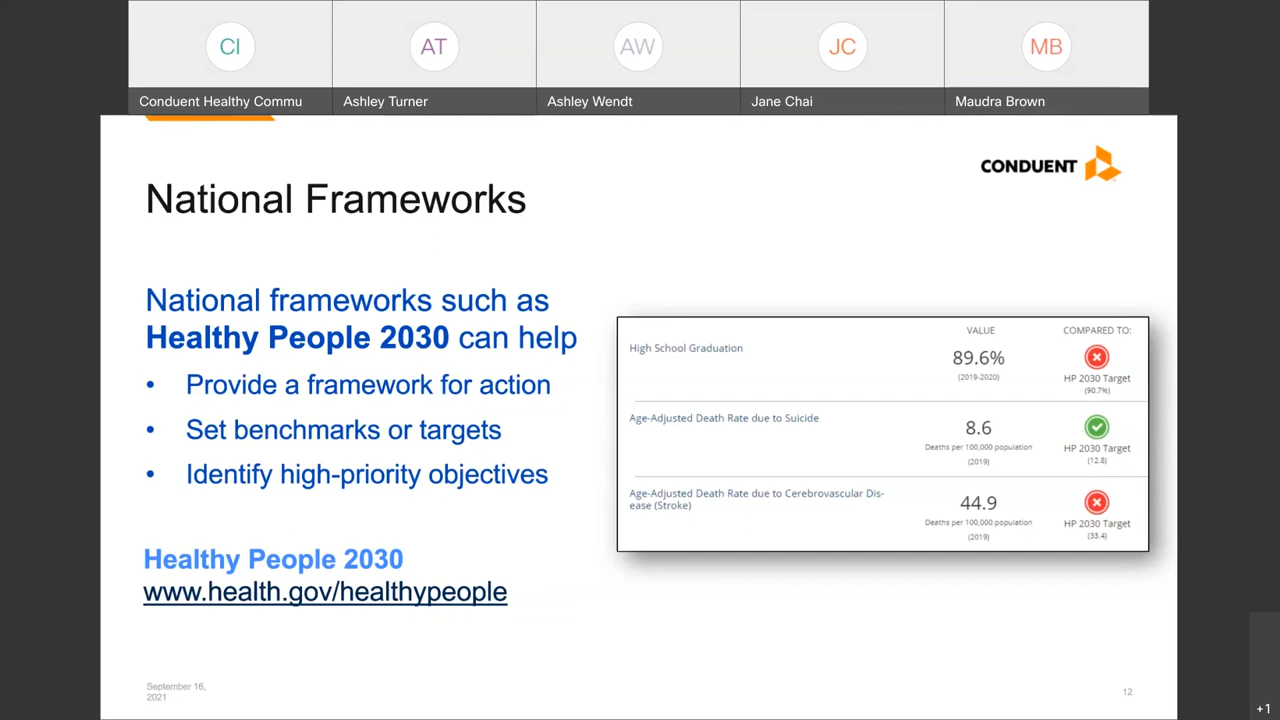 CI
AT
AW
JC
MB
Conduent Healthy Commu
Ashley Turner
Ashley Wendt
Jane Chai
Maudra Brown
CONDUENT
National Frameworks
National frameworks such as
Healthy People 2030 can help
• Provide a framework for action
• Set benchmarks or targets
• Identify high-priority objectives
Healthy People 2030
www.health.gov/healthypeople
VALUE
COMPARED TO:
High School Graduation
89.6%
(2019-2020)
HP 2030 Target
(90.7%)
Age-Adjusted Death Rate due to Suicide
8.6
Deaths per 100,000 population
(2019)
HP 2030 Target
(12.8)
Age-Adjusted Death Rate due to Cerebrovascular Dis-
ease (Stroke)
44.9
Deaths per 100,000 population
(2019)
HP 2030 Target
(33.4)
September 16,
2021
12
+1